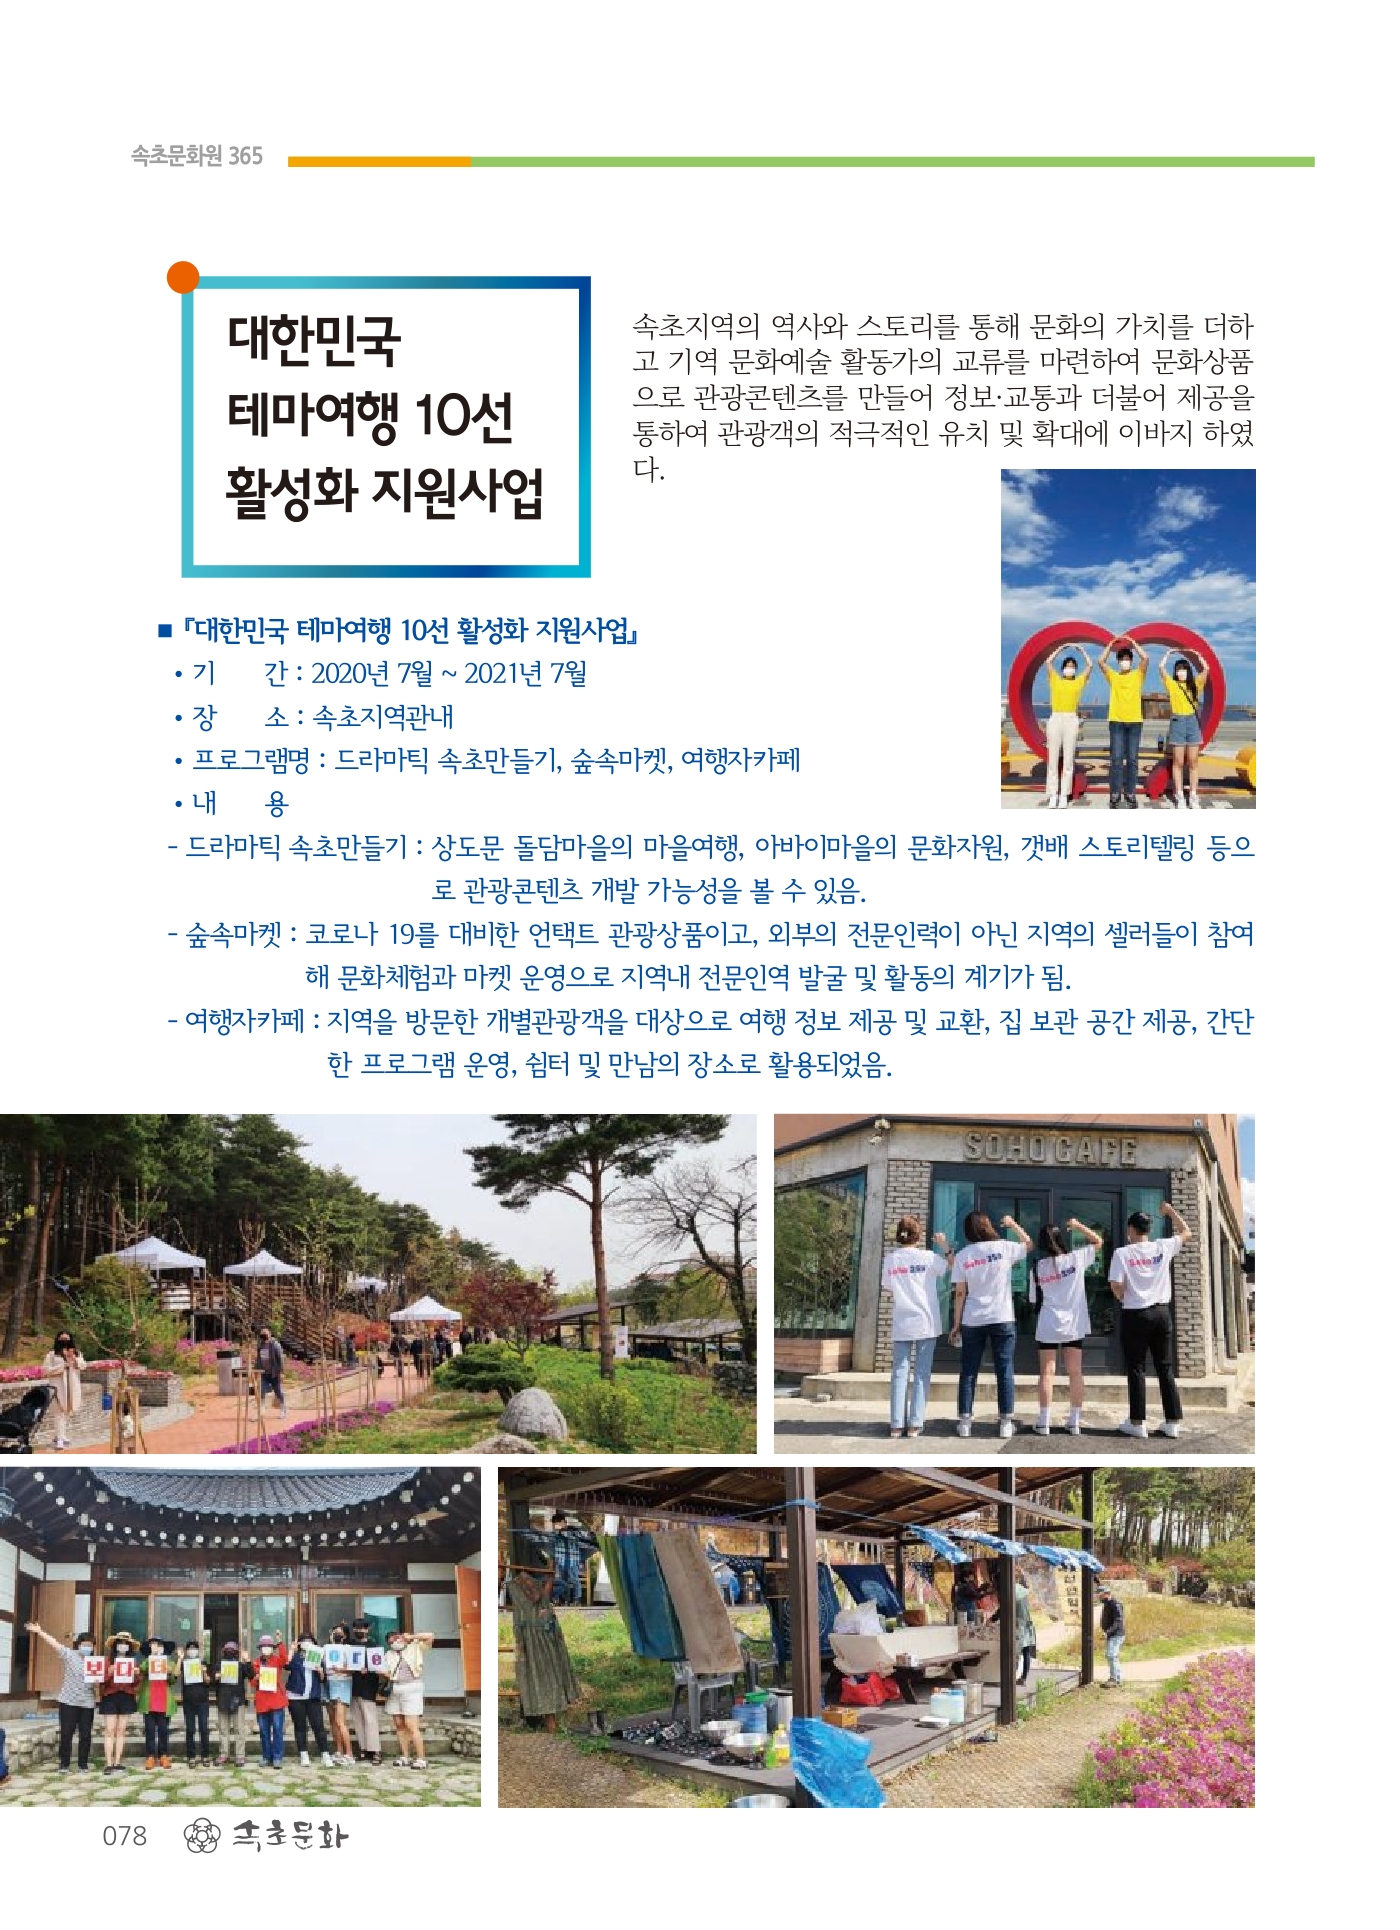 속초문화원 365
대한민국
테마여행 10선
활성화 지원사업
속초지역의 역사와 스토리를 통해 문화의 가치를 더하
고 기역 문화예술 활동가의 교류를 마련하여 문화상품
으로 관광콘텐츠를 만들어 정보·교통과 더불어 제공을
통하여 관광객의 적극적인 유치 및 확대에 이바지 하였
다.
■ 『대한민국 테마여행 10선 활성화 지원사업』
• 기 간 : 2020년 7월 ~ 2021년 7월
• 장 소 : 속초지역관내
• 프로그램명 : 드라마틱 속초만들기, 숲속마켓, 여행자카페
• 내 용
- 드라마틱 속초만들기 : 상도문 돌담마을의 마을여행, 아바이마을의 문화자원, 갯배 스토리텔링 등으
로 관광콘텐츠 개발 가능성을 볼 수 있음.
- 숲속마켓 : 코로나 19를 대비한 언택트 관광상품이고, 외부의 전문인력이 아닌 지역의 셀러들이 참여
해 문화체험과 마켓 운영으로 지역내 전문인역 발굴 및 활동의 계기가 됨.
- 여행자카페 : 지역을 방문한 개별관광객을 대상으로 여행 정보 제공 및 교환, 짐 보관 공간 제공, 간단
한 프로그램 운영, 쉼터 및 만남의 장소로 활용되었음.
SOHO CAFE
보다더
more
078 속초문화